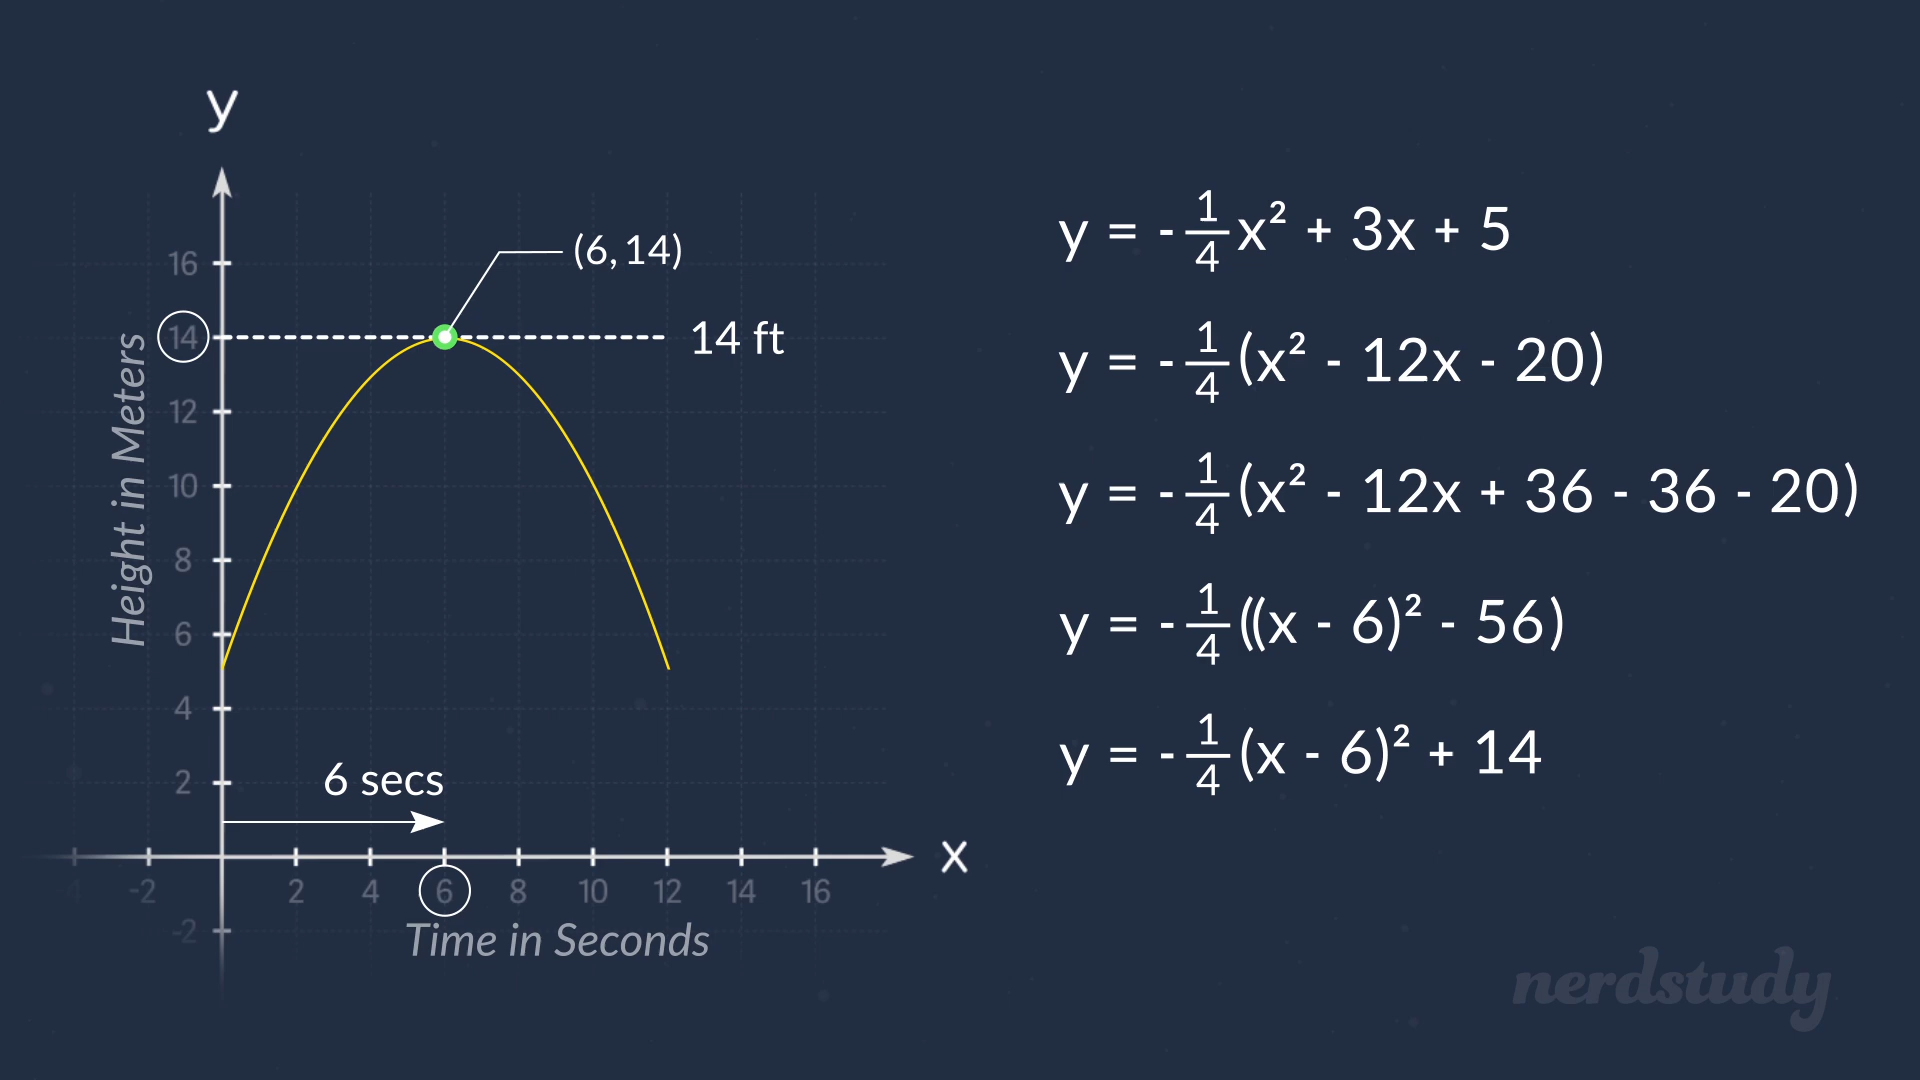 y
16
14
12
10
8
6
4
2
-2
(6, 14)
14 ft
Height in Meters
6 secs
x
-4 -2 2 4 6 8 10 12 14 16
Time in Seconds
y = -1/4x² + 3x + 5
y = -1/4(x² - 12x - 20)
y = -1/4(x² - 12x + 36 - 36 - 20)
y = -1/4((x - 6)² - 56)
y = -1/4(x - 6)² + 14
nerdstudy